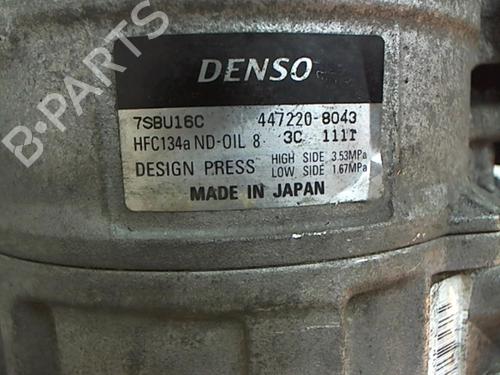 B-PARTS
DENSO
7SBU16C 447220-8043
HFC134a ND-OIL 8 3C 111T
DESIGN PRESS HIGH SIDE 3.53MPa
LOW SIDE 1.67MPa
MADE IN JAPAN